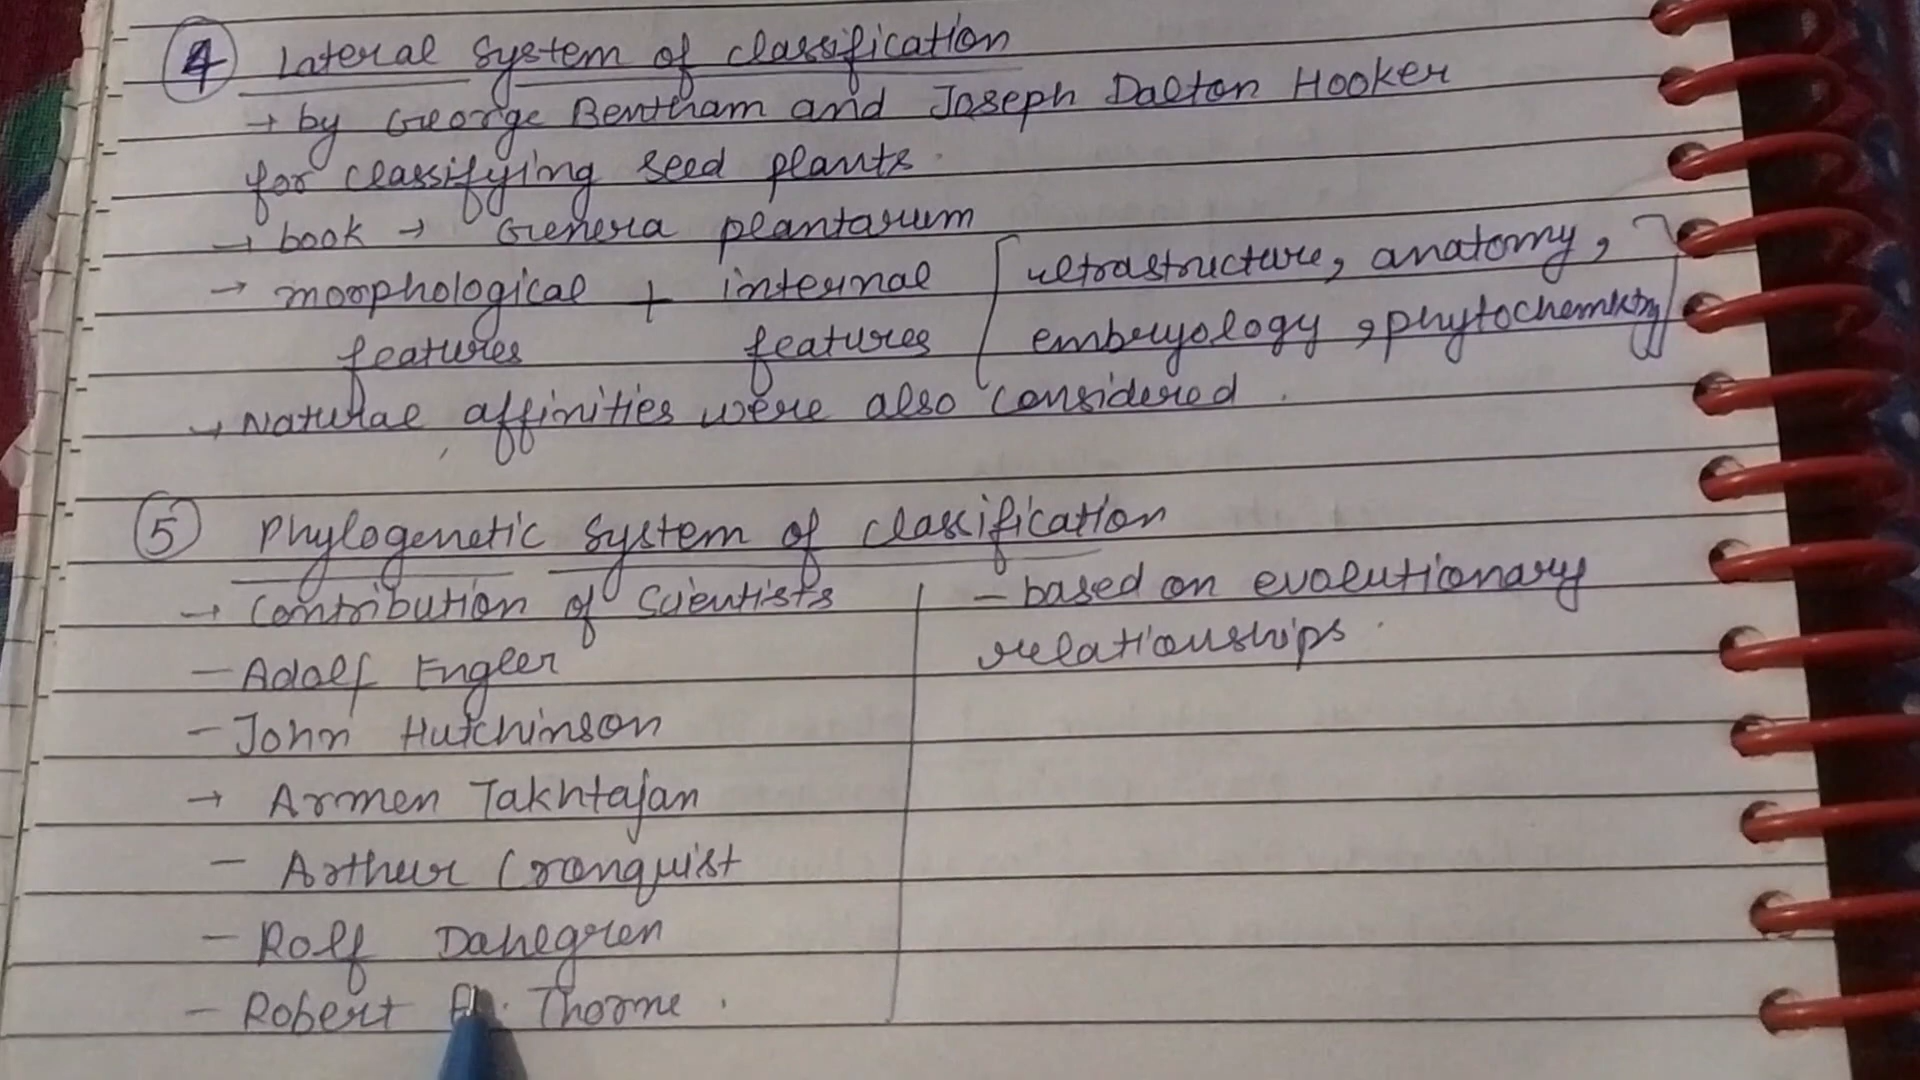 4 Lateral System of classification
→ by George Bentham and Joseph Dalton Hooker
for classifying seed plants.
→ book → Genera plantarum
→ morphological + internal [ultrastructure, anatomy,
features features embryology, phytochemistry]
→ Natural affinities were also considered.
5 Phylogenetic System of classification
→ Contribution of Scientists
- Adolf Engler
- John Hutchinson
→ Armen Takhtajan
- Arthur Cronquist
- Rolf Dahlgren
- Robert Thorne.
- based on evolutionary
relationships.